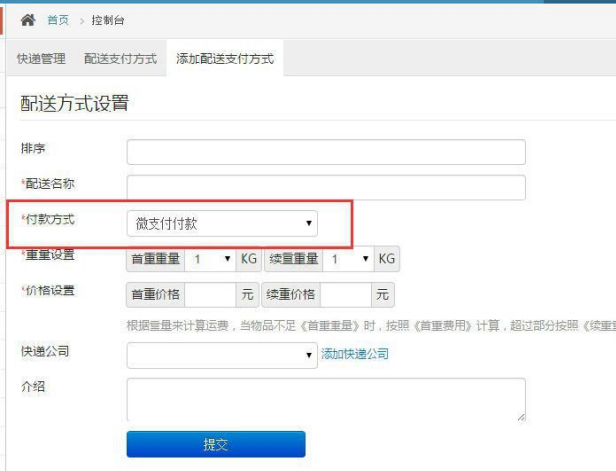 首页 > 控制台
快递管理 配送支付方式 添加配送支付方式
配送方式设置
排序
*配送名称
*付款方式 微支付付款
*重量设置 首重重量 1 KG 续重重量 1 KG
*价格设置 首重价格 元 续重价格 元
根据重量来计算运费，当物品不足《首重重量》时，按照《首重费用》计算，超过部分按照《续重
快递公司 添加快递公司
介绍
提交